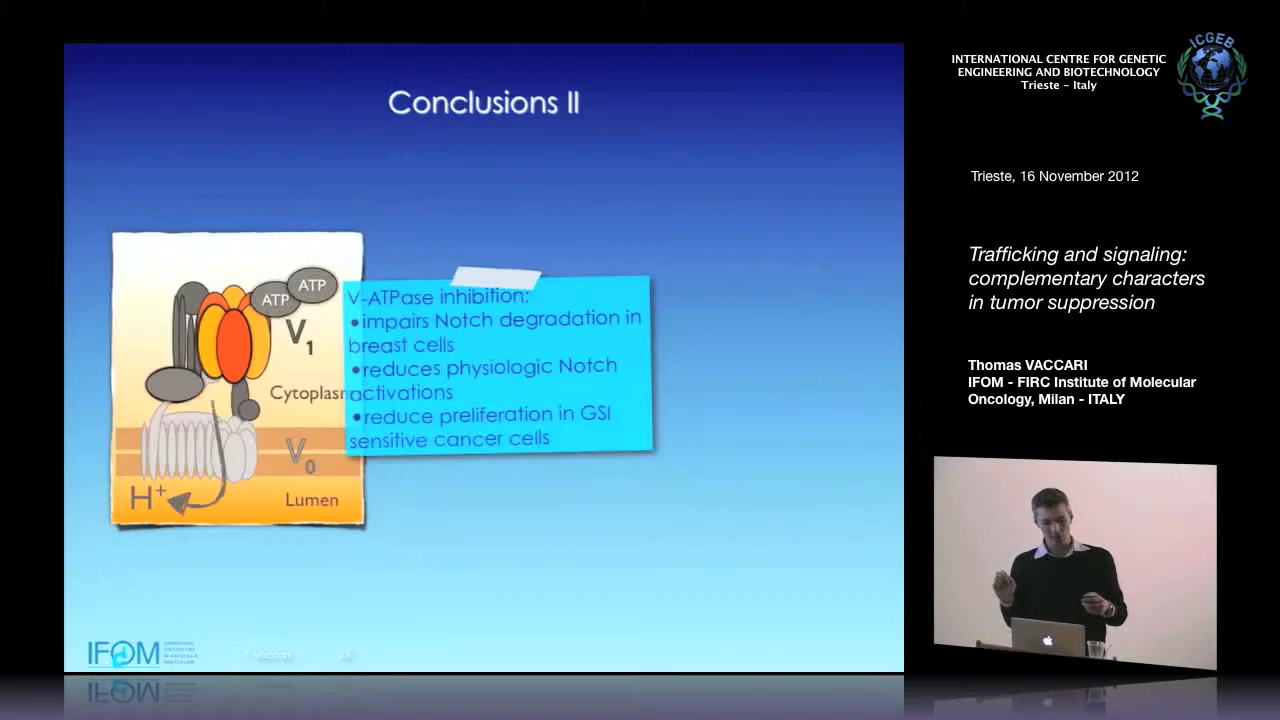 Conclusions II
ATP
ATP
V1
Cytoplasm
V0
H+
Lumen
V-ATPase inhibition:
•impairs Notch degradation in
breast cells
•reduces physiologic Notch
activations
•reduce preliferation in GSI
sensitive cancer cells
IFOM
T. Vaccari
INTERNATIONAL CENTRE FOR GENETIC
ENGINEERING AND BIOTECHNOLOGY
Trieste - Italy
ICGEB
Trieste, 16 November 2012
Trafficking and signaling:
complementary characters
in tumor suppression
Thomas VACCARI
IFOM - FIRC Institute of Molecular
Oncology, Milan - ITALY